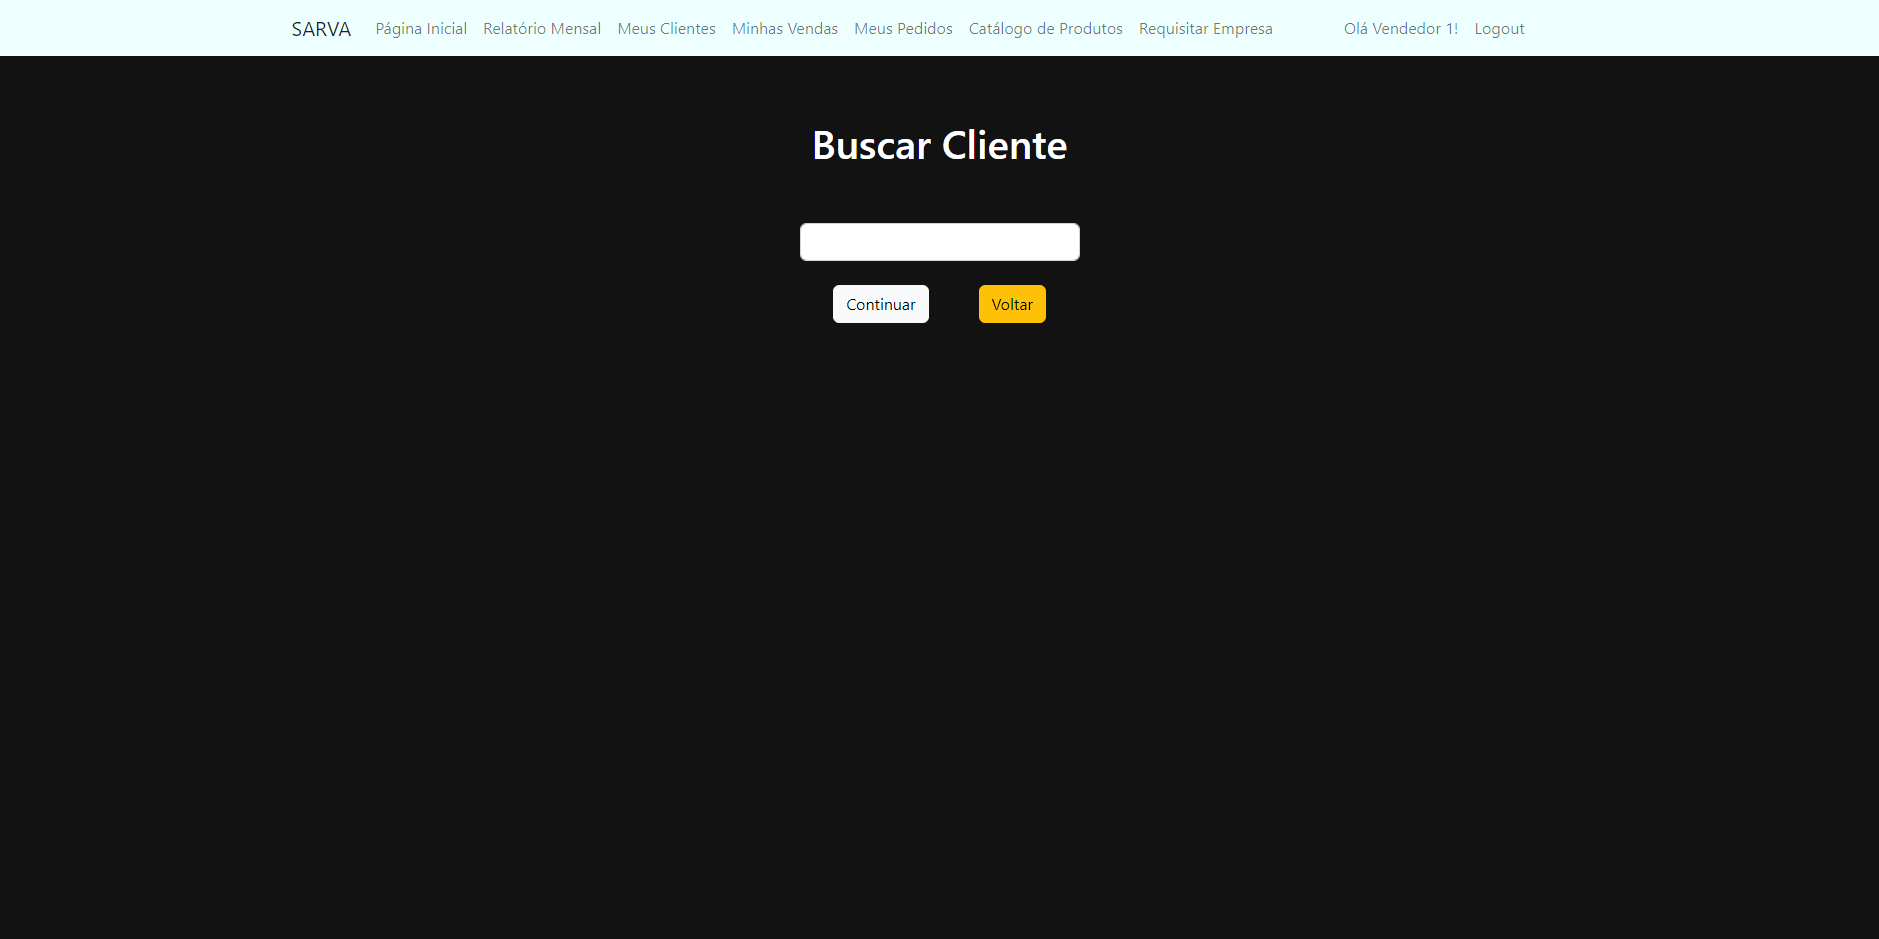 SARVA Página Inicial Relatório Mensal Meus Clientes Minhas Vendas Meus Pedidos Catálogo de Produtos Requisitar Empresa Olá Vendedor 1! Logout
Buscar Cliente
Continuar Voltar